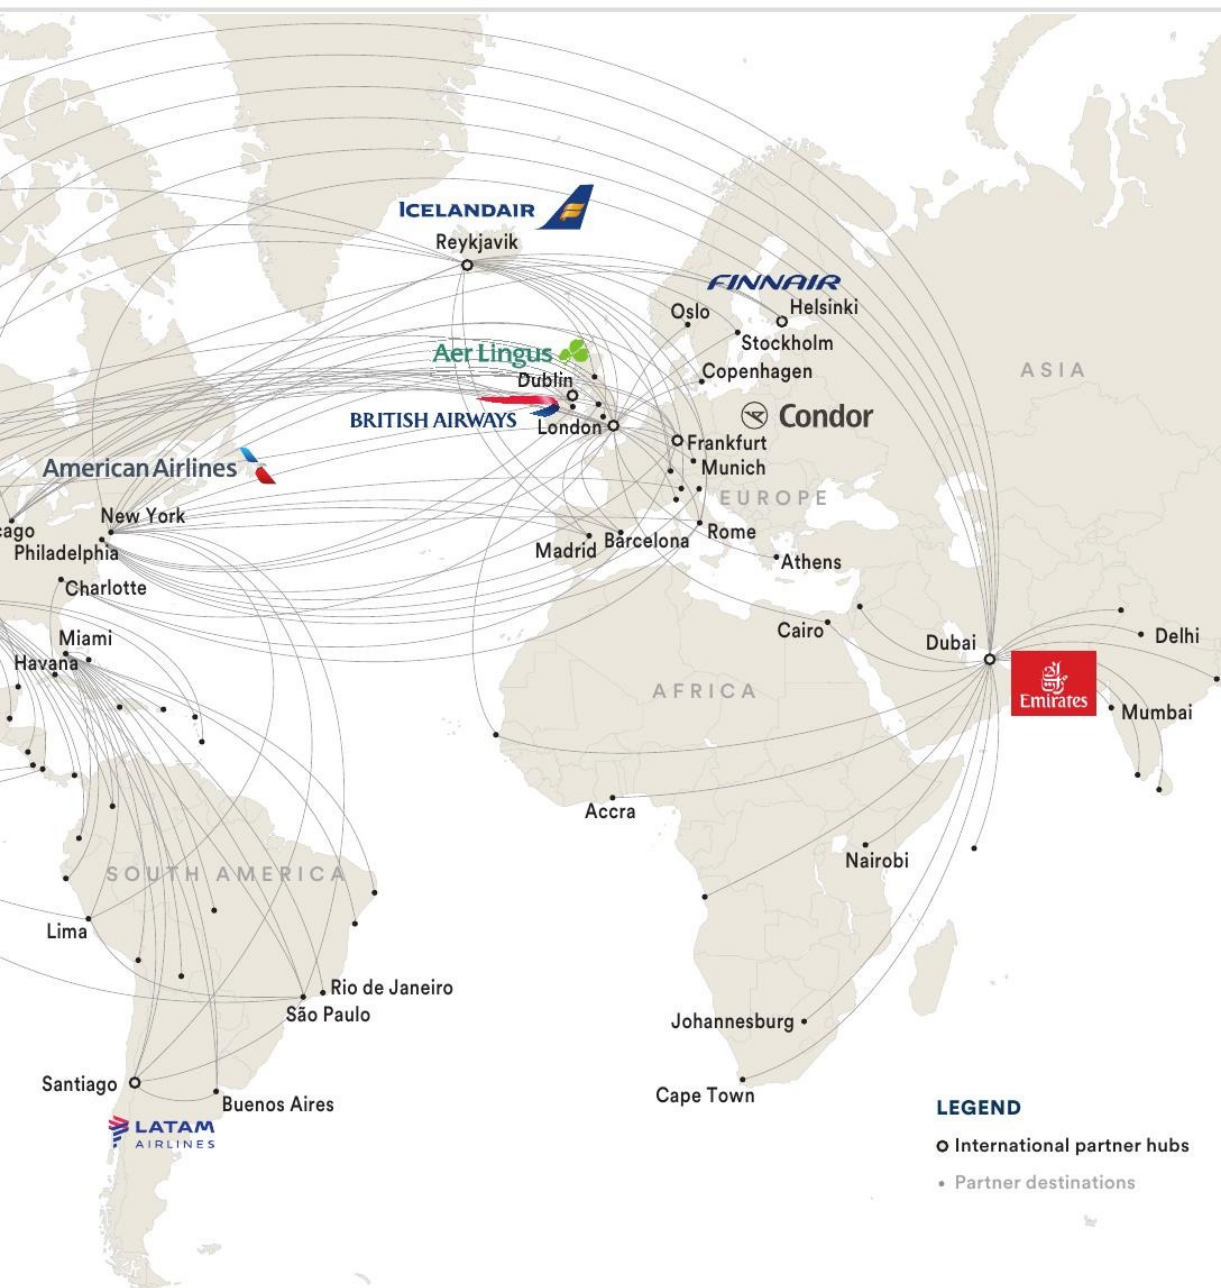 ICELANDAIR
Reykjavik
FINNAIR
Helsinki
Oslo
Stockholm
Aer Lingus
Dublin
Copenhagen
ASIA
BRITISH AIRWAYS
London
Condor
Frankfurt
American Airlines
Munich
EUROPE
New York
cago
Philadelphia
Madrid
Barcelona
Rome
Athens
Charlotte
Cairo
Dubai
Delhi
Miami
Havana
AFRICA
Emirates
Mumbai
Accra
Nairobi
SOUTH AMERICA
Lima
Rio de Janeiro
São Paulo
Johannesburg
Santiago
Buenos Aires
Cape Town
LATAM
AIRLINES
LEGEND
International partner hubs
Partner destinations